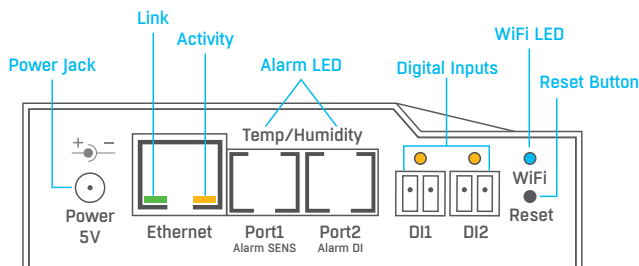 Link
Activity
WiFi LED
Power Jack
Alarm LED
Digital Inputs
Reset Button
Temp/Humidity
+ −
WiFi
Power
5V
Ethernet
Port1
Alarm SENS
Port2
Alarm DI
DI1
DI2
Reset